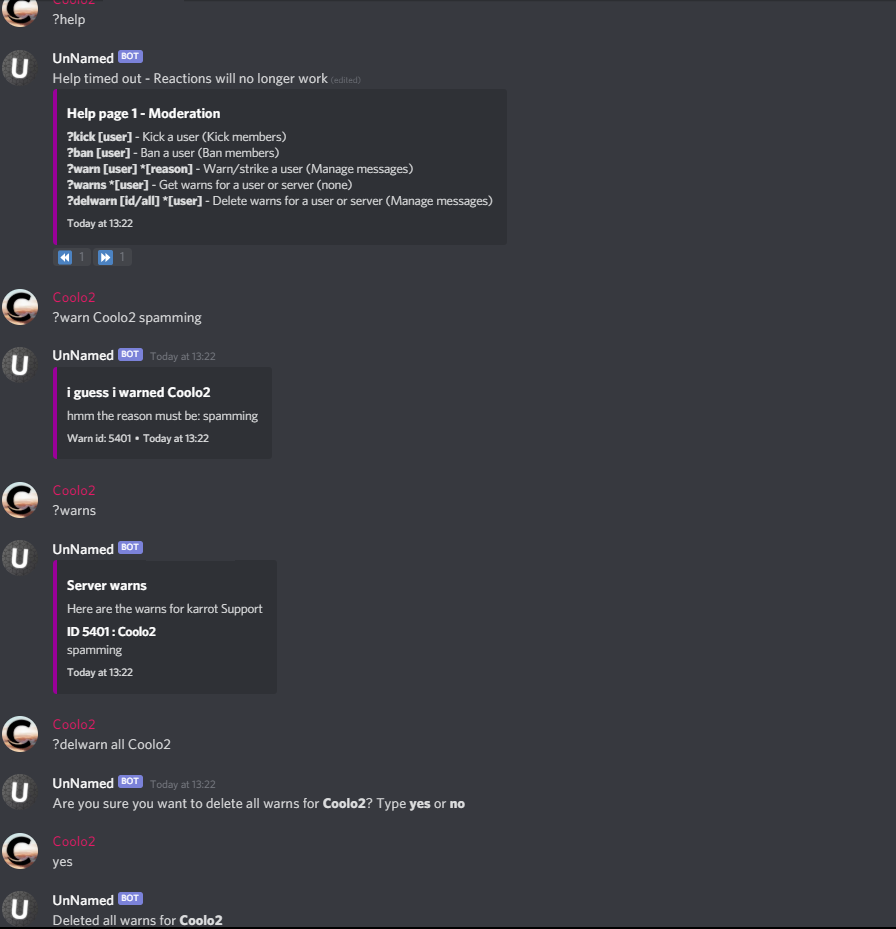 Coolo2
?help
U
UnNamed BOT
Help timed out - Reactions will no longer work (edited)
Help page 1 - Moderation
?kick [user] - Kick a user (Kick members)
?ban [user] - Ban a user (Ban members)
?warn [user] *[reason] - Warn/strike a user (Manage messages)
?warns *[user] - Get warns for a user or server (none)
?delwarn [id/all] *[user] - Delete warns for a user or server (Manage messages)
Today at 13:22
1 1
C Coolo2
?warn Coolo2 spamming
U UnNamed BOT Today at 13:22
i guess i warned Coolo2
hmm the reason must be: spamming
Warn id: 5401 • Today at 13:22
C Coolo2
?warns
U UnNamed BOT
Server warns
Here are the warns for karrot Support
ID 5401 : Coolo2
spamming
Today at 13:22
C Coolo2
?delwarn all Coolo2
U UnNamed BOT Today at 13:22
Are you sure you want to delete all warns for Coolo2? Type yes or no
C Coolo2
yes
U UnNamed BOT
Deleted all warns for Coolo2